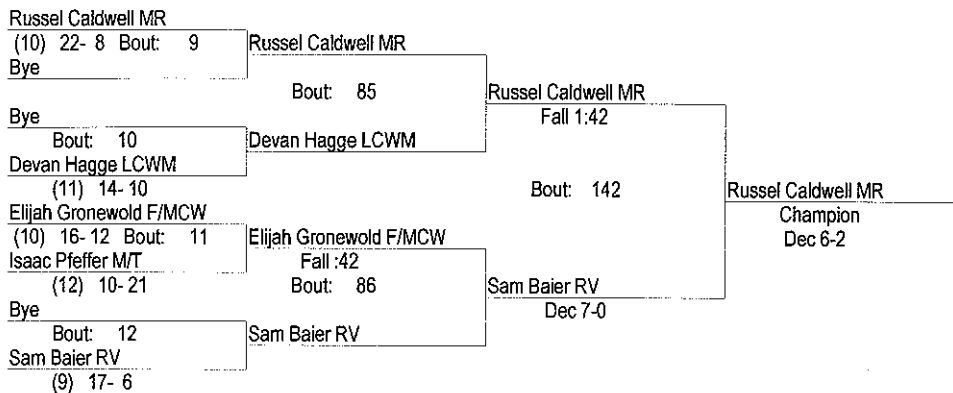 Russel Caldwell MR
(10) 22- 8 Bout: 9
Bye
Russel Caldwell MR
Bout: 85
Bye
Bout: 10
Devan Hagge LCWM
(11) 14- 10
Devan Hagge LCWM
Russel Caldwell MR
Fall 1:42
Elijah Gronewold F/MCW
(10) 16- 12 Bout: 11
Isaac Pfeffer M/T
(12) 10- 21
Elijah Gronewold F/MCW
Fall :42
Bout: 86
Bye
Bout: 12
Sam Baier RV
(9) 17- 6
Sam Baier RV
Sam Baier RV
Dec 7-0
Bout: 142
Russel Caldwell MR
Champion
Dec 6-2